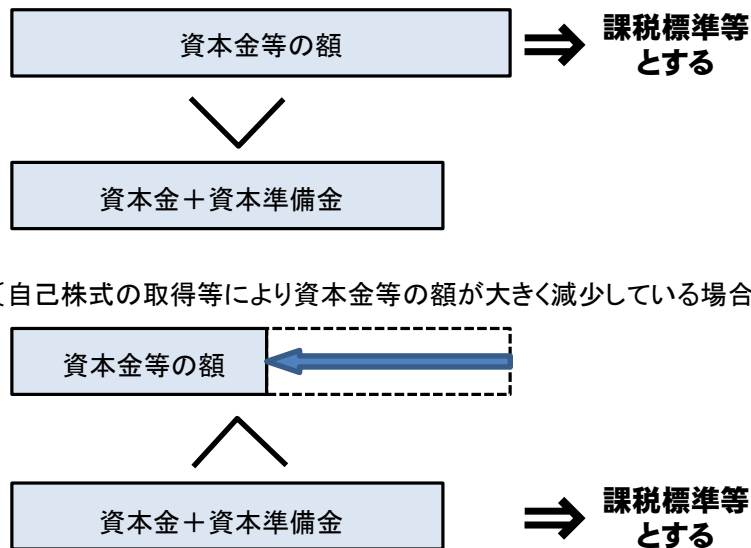 資本金等の額
課税標準等
とする
資本金+資本準備金
〔自己株式の取得等により資本金等の額が大きく減少している場合
資本金等の額
資本金+資本準備金
課税標準等
とする